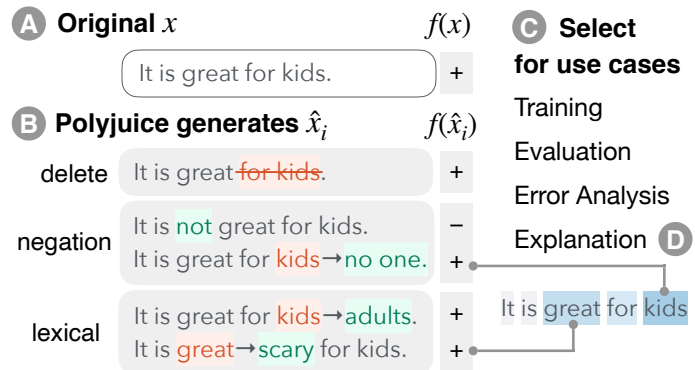 A Original x f(x)
It is great for kids. +
B Polyjuice generates x̂ᵢ f(x̂ᵢ)
delete It is great for kids. +
negation
It is not great for kids. −
It is great for kids→no one. +
lexical
It is great for kids→adults. +
It is great→scary for kids. +
C Select
for use cases
Training
Evaluation
Error Analysis
Explanation D
It is great for kids